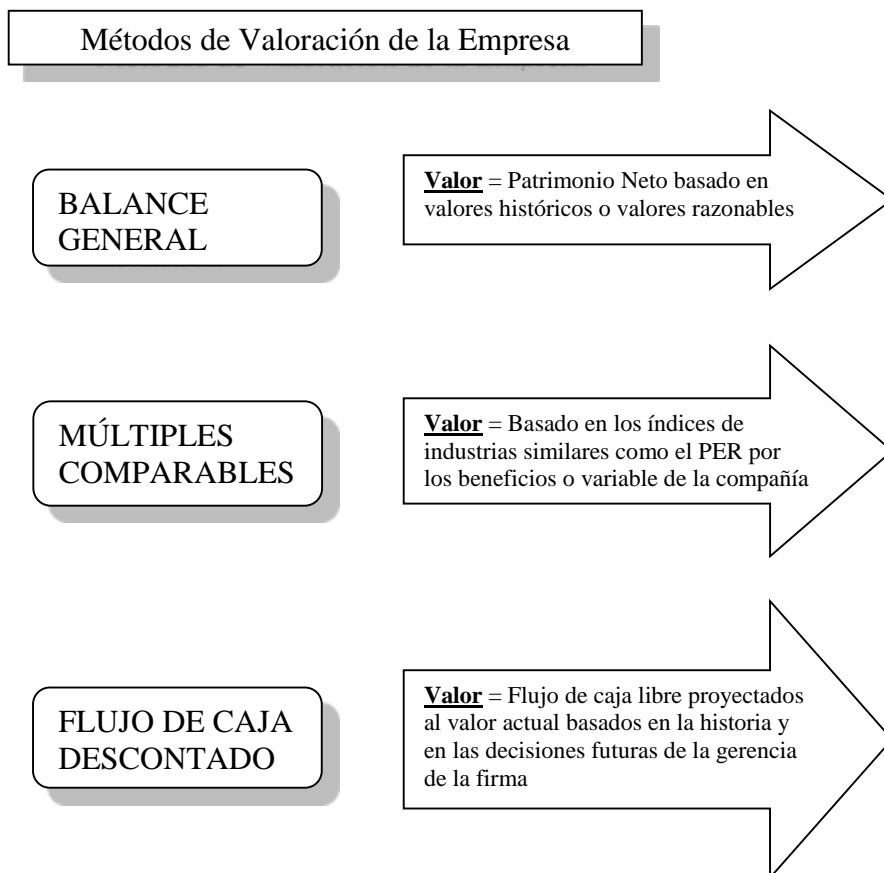 Métodos de Valoración de la Empresa
BALANCE
GENERAL
Valor = Patrimonio Neto basado en
valores históricos o valores razonables
MÚLTIPLES
COMPARABLES
Valor = Basado en los índices de
industrias similares como el PER por
los beneficios o variable de la compañía
FLUJO DE CAJA
DESCONTADO
Valor = Flujo de caja libre proyectados
al valor actual basados en la historia y
en las decisiones futuras de la gerencia
de la firma